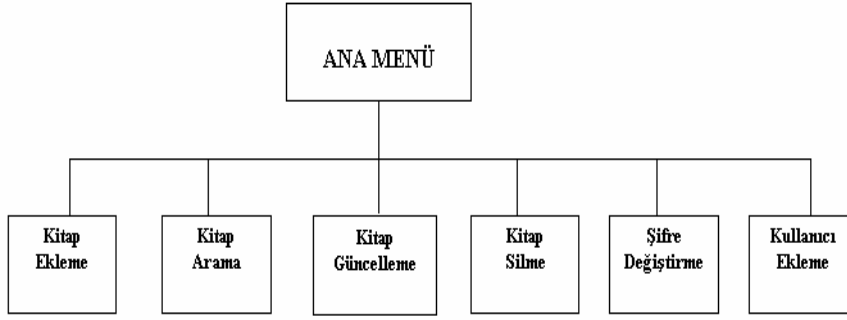 ANA MENÜ
Kitap
Ekleme
Kitap
Arama
Kitap
Güncelleme
Kitap
Silme
Şifre
Değiştirme
Kullanıcı
Ekleme